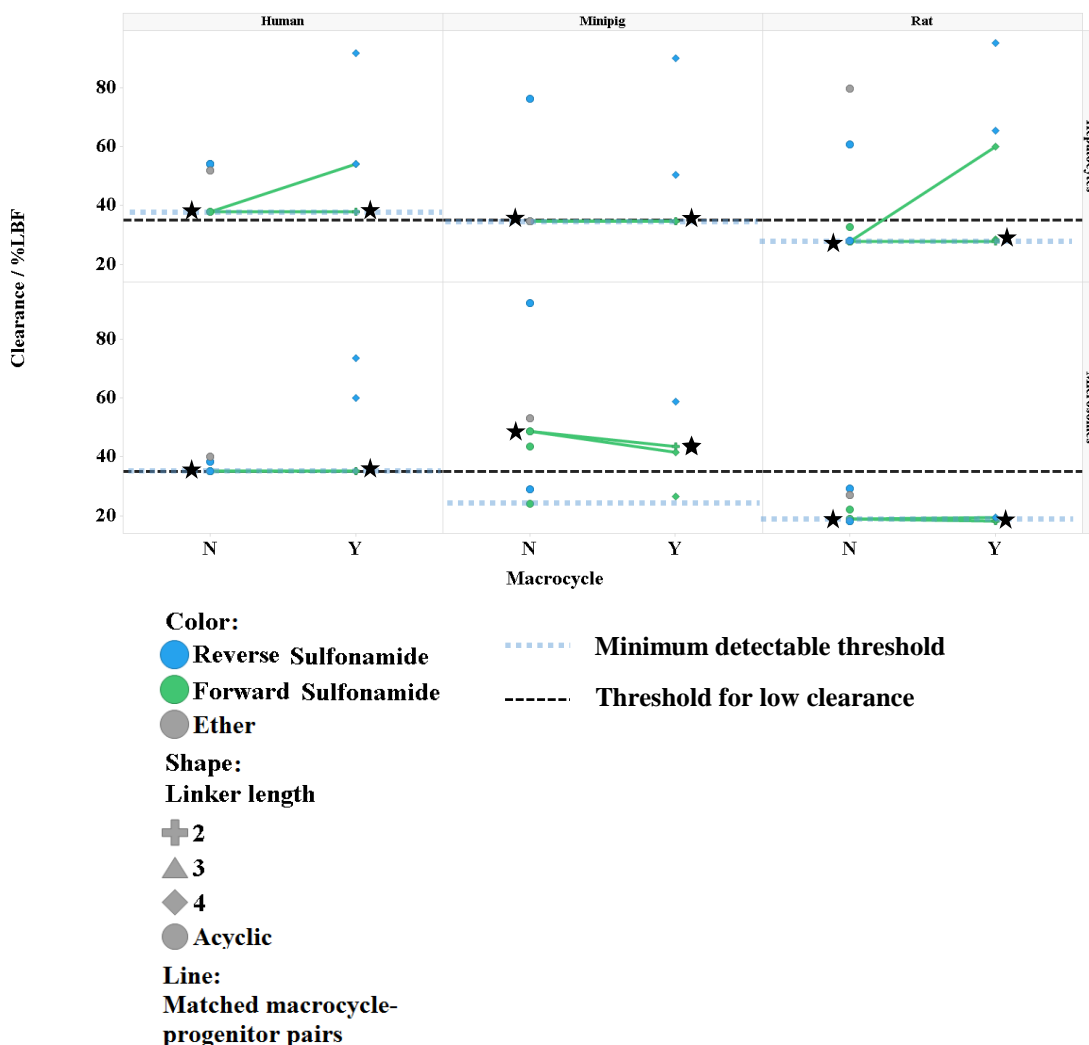 Human Minipig Rat
80
60
40
20
Hepatocytes
Clearance / %LBF
80
60
40
20
Microsomes
N Y N Y N Y
Macrocycle
Color:
Reverse Sulfonamide
Forward Sulfonamide
Ether
Minimum detectable threshold
Threshold for low clearance
Shape:
Linker length
2
3
4
Acyclic
Line:
Matched macrocycle-
progenitor pairs